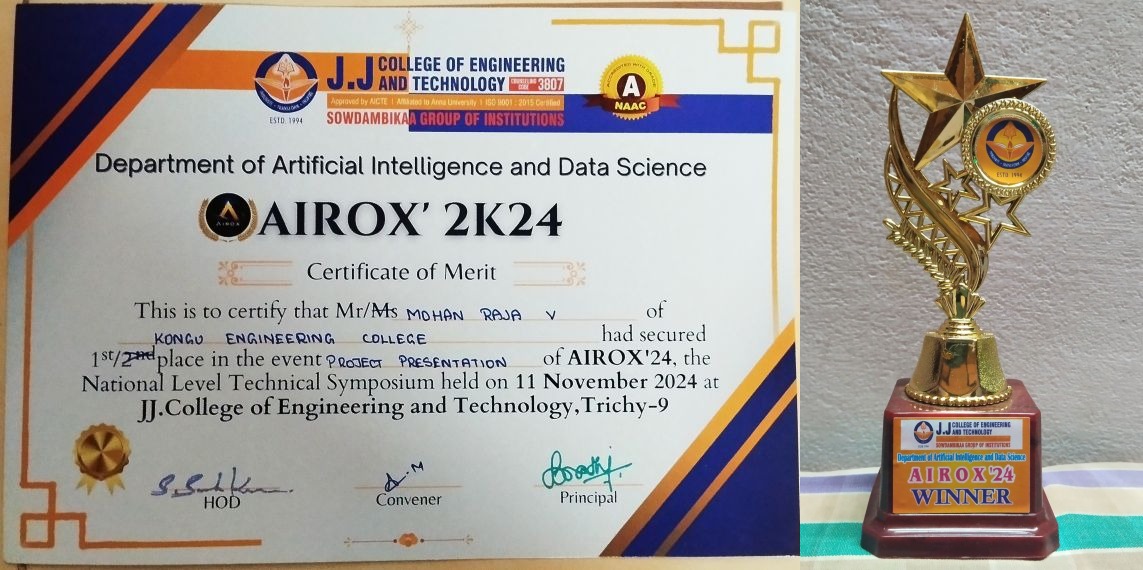 J.J COLLEGE OF ENGINEERING
AND TECHNOLOGY COUNSELING CODE 3807
Approved by AICTE | Affiliated to Anna University | ISO 9001 : 2015 Certified
SOWDAMBIKAA GROUP OF INSTITUTIONS
ESTD. 1994
ACCREDITED WITH GRADE
A
NAAC
Department of Artificial Intelligence and Data Science
AIROX
AIROX' 2K24
Certificate of Merit
This is to certify that Mr/Ms MOHAN RAJA V of
KONGU ENGINEERING COLLEGE had secured
1st/2nd place in the event PROJECT PRESENTATION of AIROX'24, the
National Level Technical Symposium held on 11 November 2024 at
JJ.College of Engineering and Technology,Trichy-9
HOD
Convener
Principal
ESTD. 1994
J.J COLLEGE OF ENGINEERING
AND TECHNOLOGY
SOWDAMBIKAA GROUP OF INSTITUTIONS
Department of Artificial Intelligence and Data Science
AIROX'24
WINNER